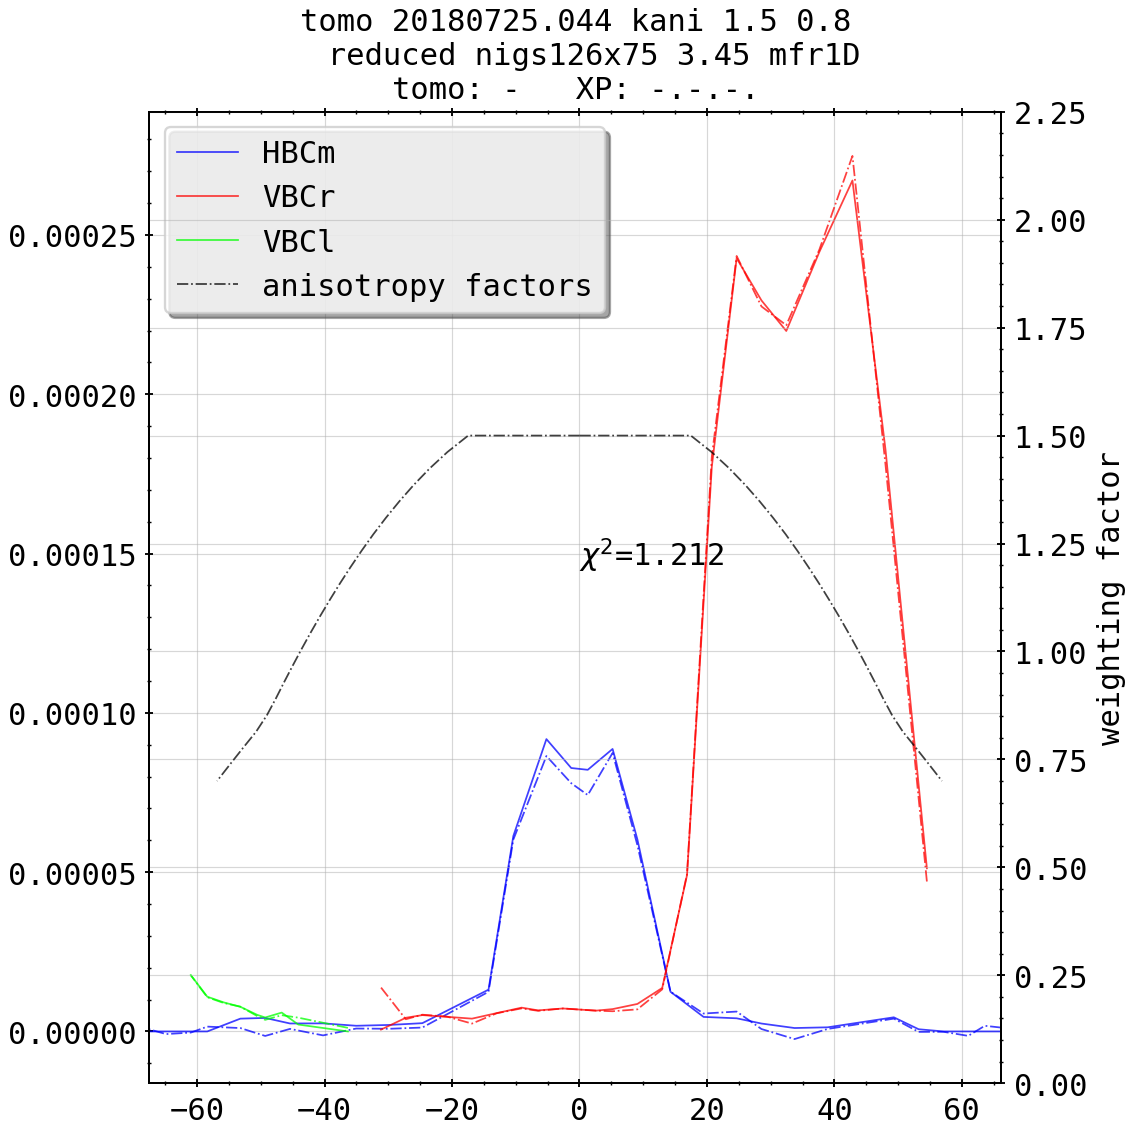 tomo 20180725.044 kani 1.5 0.8
reduced nigs126x75 3.45 mfr1D
tomo: -   XP: -.-.-.
HBCm
VBCr
VBCl
anisotropy factors
χ²=1.212
0.00025
0.00020
0.00015
0.00010
0.00005
0.00000
2.25
2.00
1.75
1.50
1.25
1.00
0.75
0.50
0.25
0.00
weighting factor
−60 −40 −20 0 20 40 60